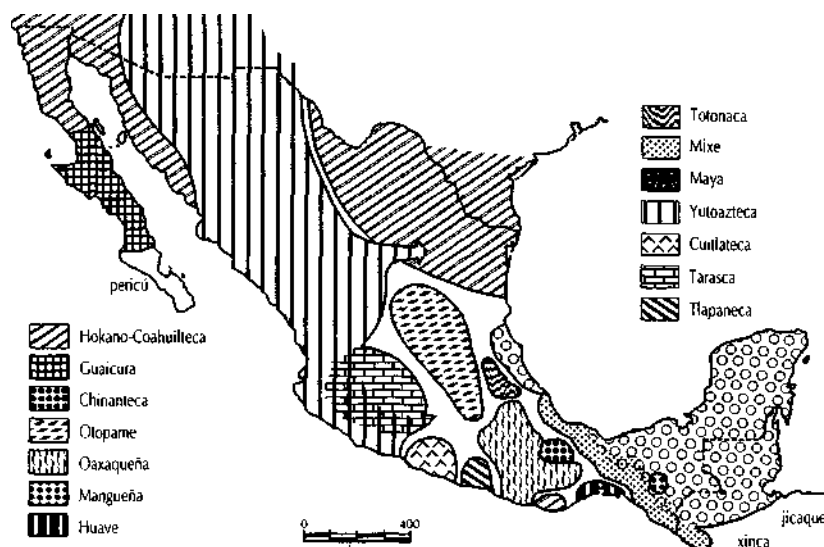 Totonaca
Mixe
Maya
Yutoazteca
Cuitlateca
Tarasca
Tlapaneca
pericú
Hokano-Coahuilteca
Guaicura
Chinanteca
Otopame
Oaxaqueña
Mangueña
Huave
0 400
jicaque
xinca